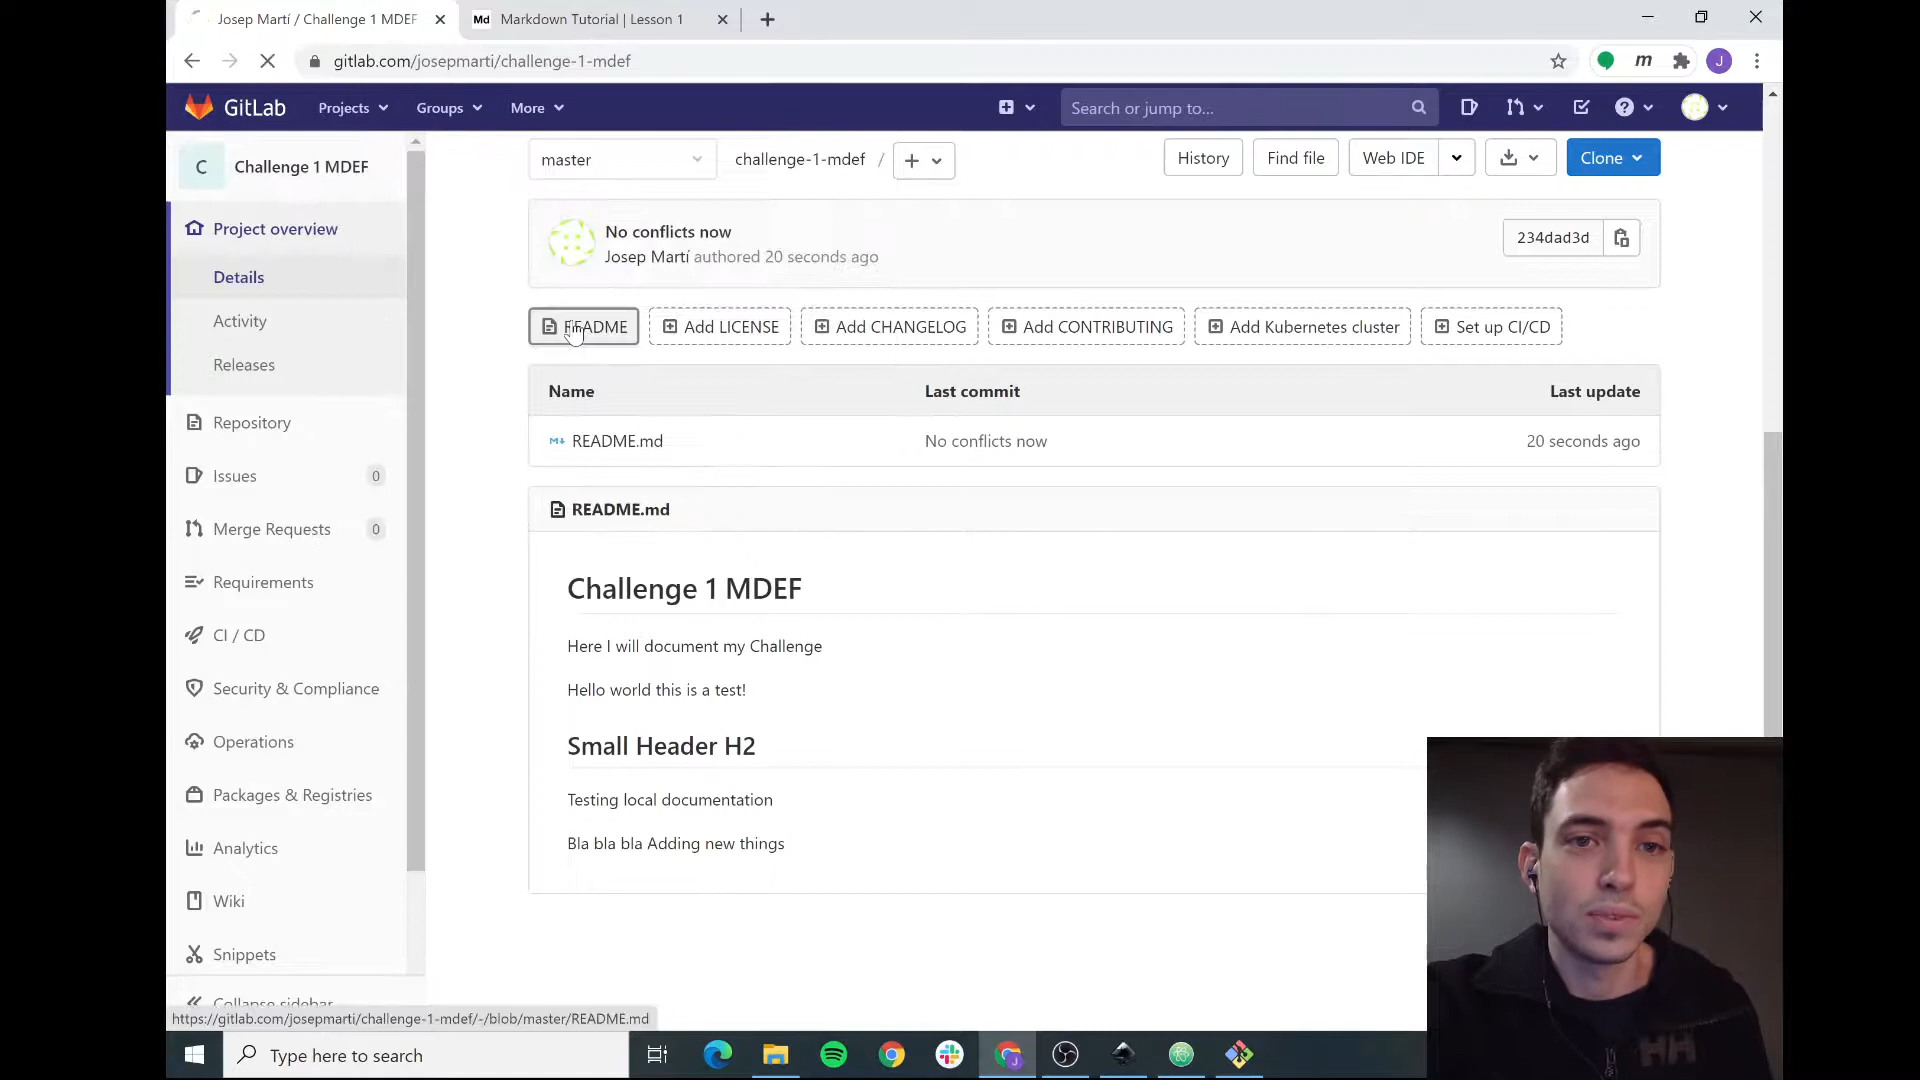 Josep Martí / Challenge 1 MDEF
Md Markdown Tutorial | Lesson 1
gitlab.com/josepmarti/challenge-1-mdef
m
J
GitLab Projects Groups More Search or jump to...
C Challenge 1 MDEF
master challenge-1-mdef / History Find file Web IDE Clone
Project overview
Details
Activity
Releases
Repository
Issues 0
Merge Requests 0
Requirements
CI / CD
Security & Compliance
Operations
Packages & Registries
Analytics
Wiki
Snippets
Collapse sidebar
No conflicts now
Josep Martí authored 20 seconds ago
234dad3d
README Add LICENSE Add CHANGELOG Add CONTRIBUTING Add Kubernetes cluster Set up CI/CD
Name Last commit Last update
README.md No conflicts now 20 seconds ago
README.md
Challenge 1 MDEF
Here I will document my Challenge
Hello world this is a test!
Small Header H2
Testing local documentation
Bla bla bla Adding new things
https://gitlab.com/josepmarti/challenge-1-mdef/-/blob/master/README.md
Type here to search
HH